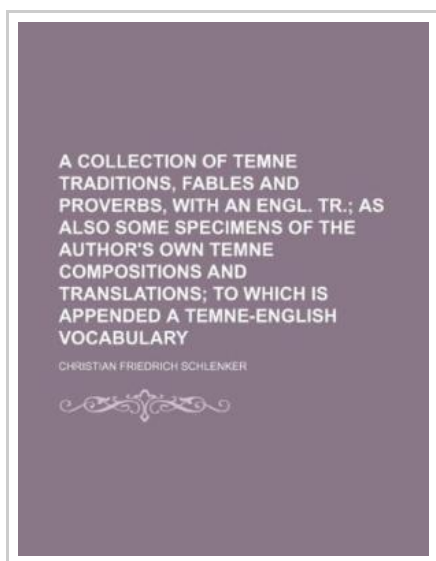 A COLLECTION OF TEMNE
TRADITIONS, FABLES AND
PROVERBS, WITH AN ENGL. TR.; AS
ALSO SOME SPECIMENS OF THE
AUTHOR'S OWN TEMNE
COMPOSITIONS AND
TRANSLATIONS; TO WHICH IS
APPENDED A TEMNE-ENGLISH
VOCABULARY
CHRISTIAN FRIEDRICH SCHLENKER